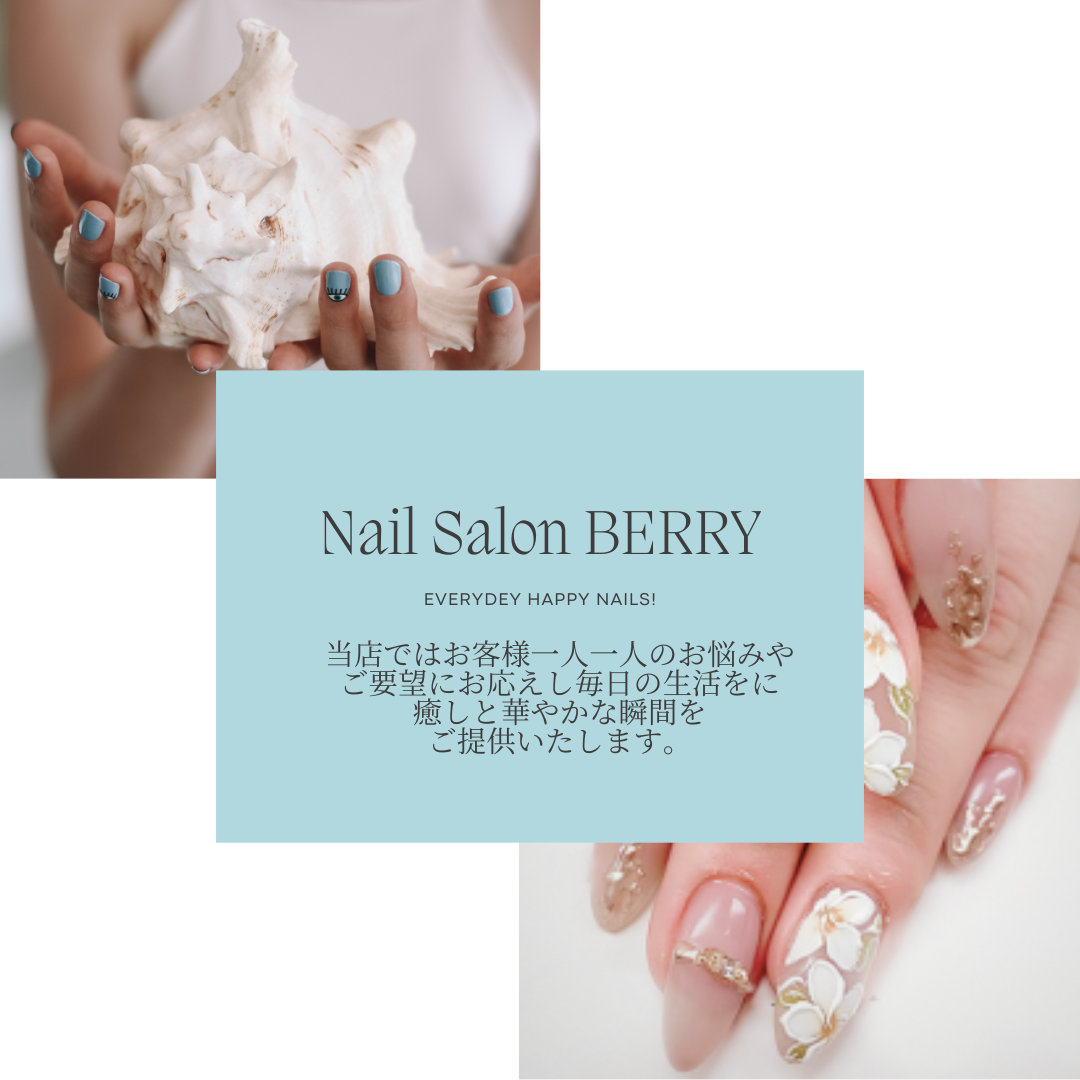 Nail Salon BERRY
EVERYDEY HAPPY NAILS!
当店ではお客様一人一人のお悩みや
ご要望にお応えし毎日の生活をに
癒しと華やかな瞬間を
ご提供いたします。